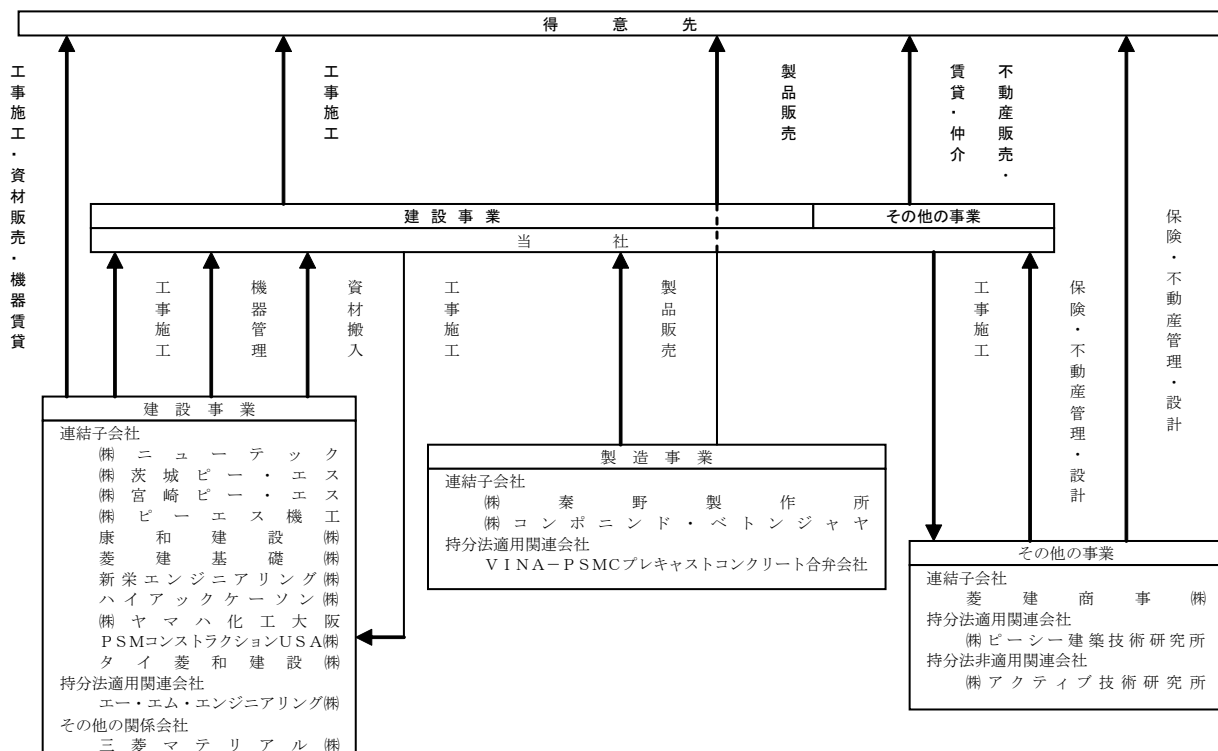 得意先
工事施工・資材販売・機器賃貸
工事施工
製品販売
不動産販売・
賃貸・仲介
保険・不動産管理・設計
建設事業
その他の事業
当社
工事施工
機器管理
資材搬入
工事施工
製品販売
工事施工
保険・不動産管理・設計
建設事業
連結子会社
㈱ニューテック
㈱茨城ピー・エス
㈱宮崎ピー・エス
㈱ピーエス機工
康和建設㈱
菱建基礎㈱
新栄エンジニアリング㈱
ハイアックケーソン㈱
㈱ヤマハ化工大阪
PSMコンストラクションUSA㈱
タイ菱和建設㈱
持分法適用関連会社
エー・エム・エンジニアリング㈱
その他の関係会社
三菱マテリアル㈱
製造事業
連結子会社
㈱秦野製作所
㈱コンポニンド・ベトンジャヤ
持分法適用関連会社
VINA-PSMCプレキャストコンクリート合弁会社
その他の事業
連結子会社
菱建商事㈱
持分法適用関連会社
㈱ピーシー建築技術研究所
持分法非適用関連会社
㈱アクティブ技術研究所